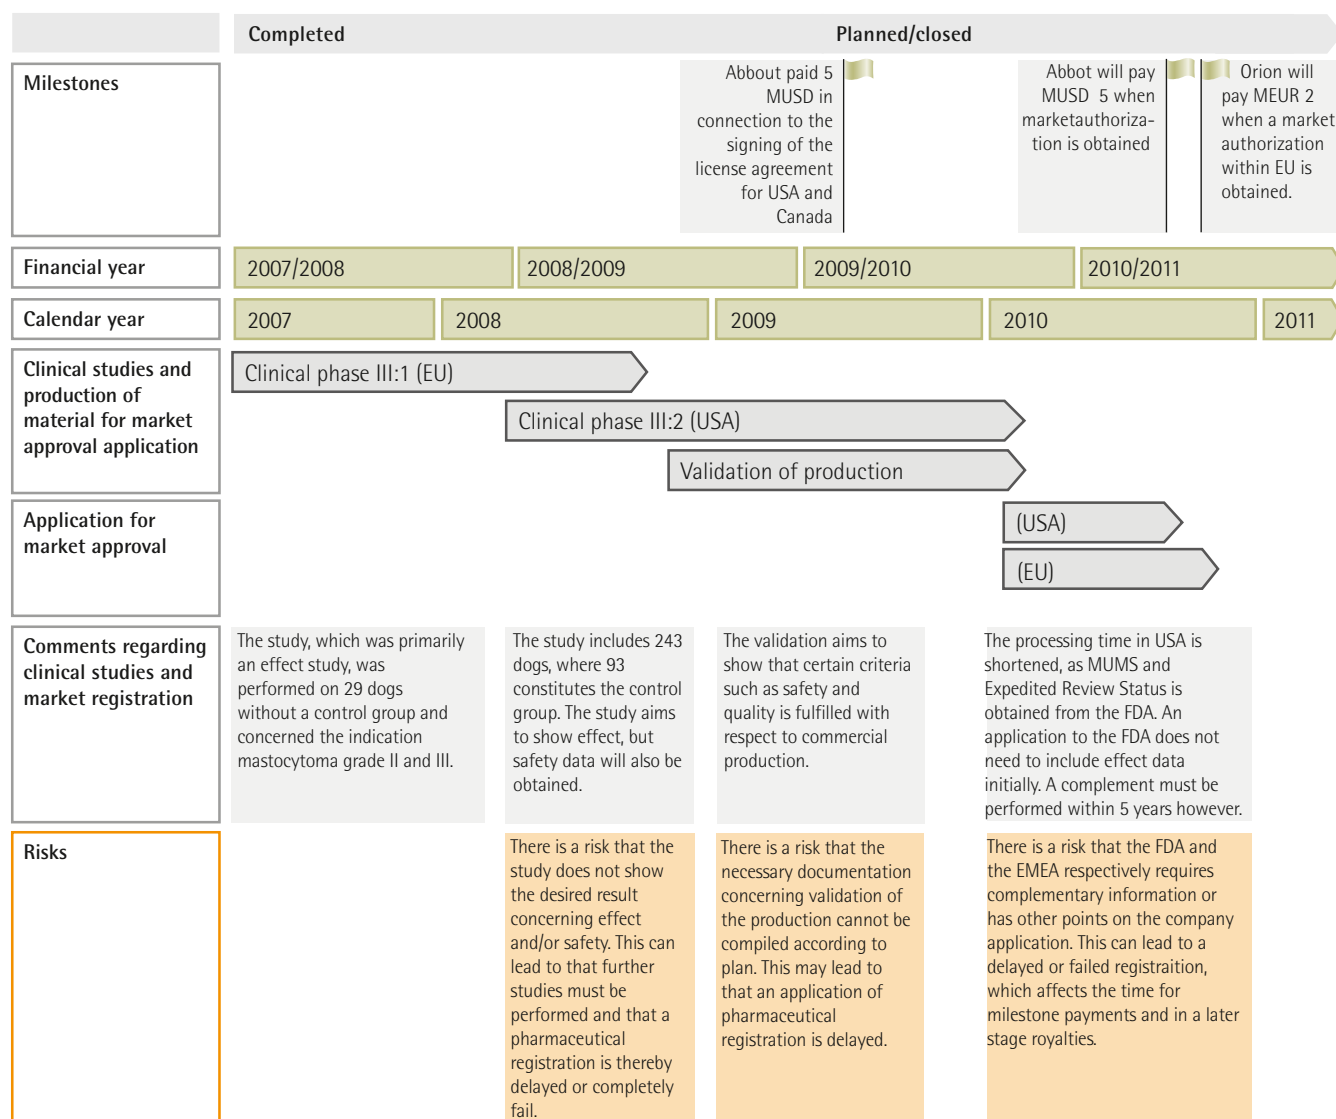 Completed
Planned/closed
Milestones
Abbout paid 5
MUSD in
connection to the
signing of the
license agreement
for USA and
Canada
Abbot will pay
MUSD 5 when
marketauthoriza-
tion is obtained
Orion will
pay MEUR 2
when a market
authorization
within EU is
obtained.
Financial year
2007/2008
2008/2009
2009/2010
2010/2011
Calendar year
2007
2008
2009
2010
2011
Clinical studies and
production of
material for market
approval application
Clinical phase III:1 (EU)
Clinical phase III:2 (USA)
Validation of production
Application for
market approval
(USA)
(EU)
Comments regarding
clinical studies and
market registration
The study, which was primarily
an effect study, was
performed on 29 dogs
without a control group and
concerned the indication
mastocytoma grade II and III.
The study includes 243
dogs, where 93
constitutes the control
group. The study aims
to show effect, but
safety data will also be
obtained.
The validation aims to
show that certain criteria
such as safety and
quality is fulfilled with
respect to commercial
production.
The processing time in USA is
shortened, as MUMS and
Expedited Review Status is
obtained from the FDA. An
application to the FDA does not
need to include effect data
initially. A complement must be
performed within 5 years however.
Risks
There is a risk that the
study does not show
the desired result
concerning effect
and/or safety. This can
lead to that further
studies must be
performed and that a
pharmaceutical
registration is thereby
delayed or completely
fail.
There is a risk that the
necessary documentation
concerning validation of
the production cannot be
compiled according to
plan. This may lead to
that an application of
pharmaceutical
registration is delayed.
There is a risk that the FDA and
the EMEA respectively requires
complementary information or
has other points on the company
application. This can lead to a
delayed or failed registraition,
which affects the time for
milestone payments and in a later
stage royalties.